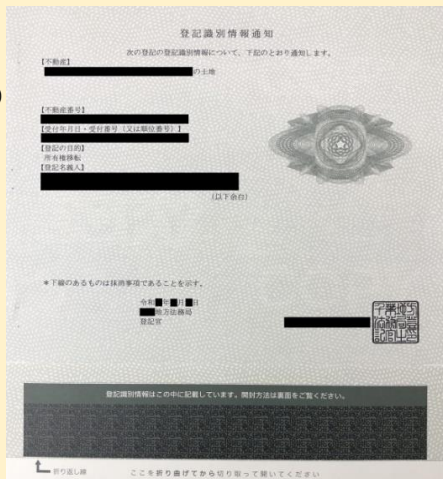 登記識別情報通知
次の登記の登記識別情報について、下記のとおり通知します。
【不動産】
の土地
【不動産番号】
【受付年月日・受付番号（又は順位番号）】
【登記の目的】
所有権移転
【登記名義人】
（以下余白）
＊下線のあるものは抹消事項であることを示す。
令和 年 月 日
地方法務局
登記官
登記識別情報はこの中に記載しています。開封方法は裏面をご覧ください。
折り返し線
ここを折り曲げてから切り取って開いてください